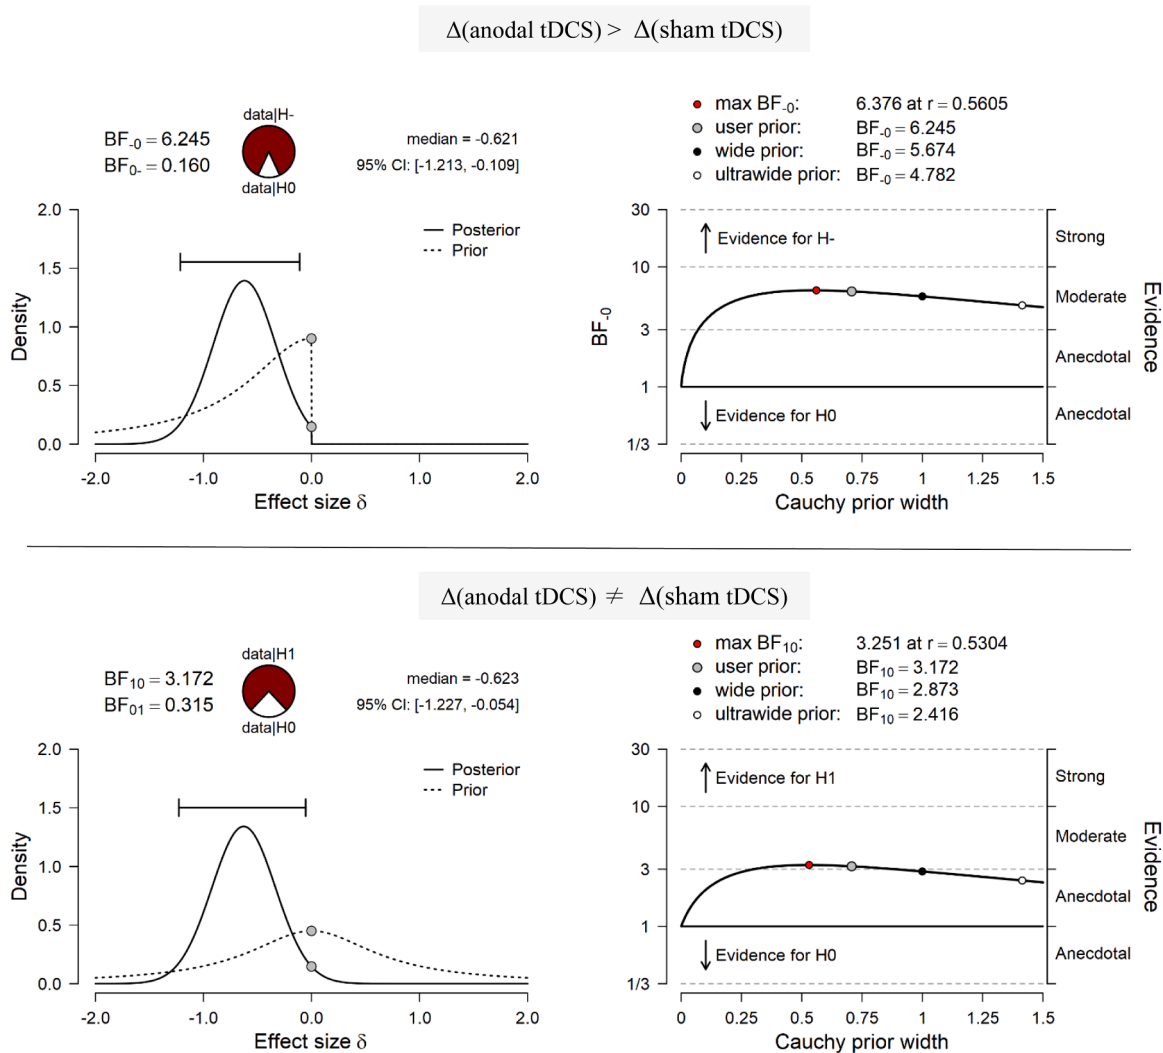 Δ(anodal tDCS) > Δ(sham tDCS)
BF-0 = 6.245
BF0- = 0.160
data|H-
data|H0
median = -0.621
95% CI: [-1.213, -0.109]
Posterior
Prior
2.0
1.5
1.0
0.5
0.0
Density
-2.0 -1.0 0.0 1.0 2.0
Effect size δ
max BF-0: 6.376 at r = 0.5605
user prior: BF-0 = 6.245
wide prior: BF-0 = 5.674
ultrawide prior: BF-0 = 4.782
30
10
3
1
1/3
BF-0
Evidence for H-
Evidence for H0
Strong
Moderate
Anecdotal
Anecdotal
Evidence
0 0.25 0.5 0.75 1 1.25 1.5
Cauchy prior width
Δ(anodal tDCS) ≠ Δ(sham tDCS)
BF10 = 3.172
BF01 = 0.315
data|H1
data|H0
median = -0.623
95% CI: [-1.227, -0.054]
Posterior
Prior
2.0
1.5
1.0
0.5
0.0
Density
-2.0 -1.0 0.0 1.0 2.0
Effect size δ
max BF10: 3.251 at r = 0.5304
user prior: BF10 = 3.172
wide prior: BF10 = 2.873
ultrawide prior: BF10 = 2.416
30
10
3
1
1/3
Evidence for H1
Evidence for H0
Strong
Moderate
Anecdotal
Anecdotal
Evidence
0 0.25 0.5 0.75 1 1.25 1.5
Cauchy prior width